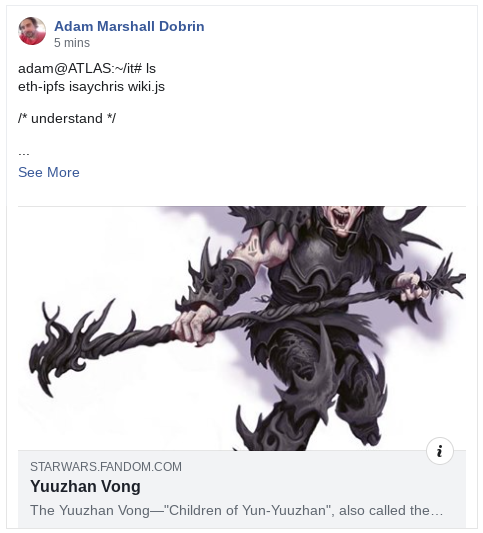 Adam Marshall Dobrin
5 mins
adam@ATLAS:~/it# ls
eth-ipfs isaychris wiki.js
/* understand */
...
See More
i
STARWARS.FANDOM.COM
Yuuzhan Vong
The Yuuzhan Vong—"Children of Yun-Yuuzhan", also called the…